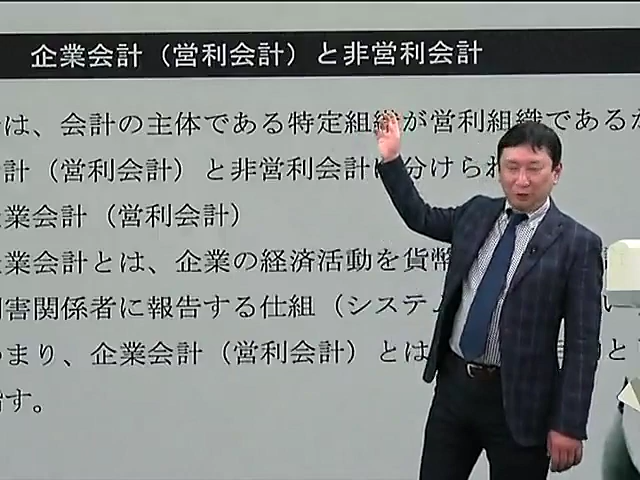 企業会計（営利会計）と非営利会計
は、会計の主体である特定組織が営利組織であるか
計（営利会計）と非営利会計に分けられ
業会計（営利会計）
業会計とは、企業の経済活動を貨幣
害関係者に報告する仕組（システム
まり、企業会計（営利会計）とは
す。